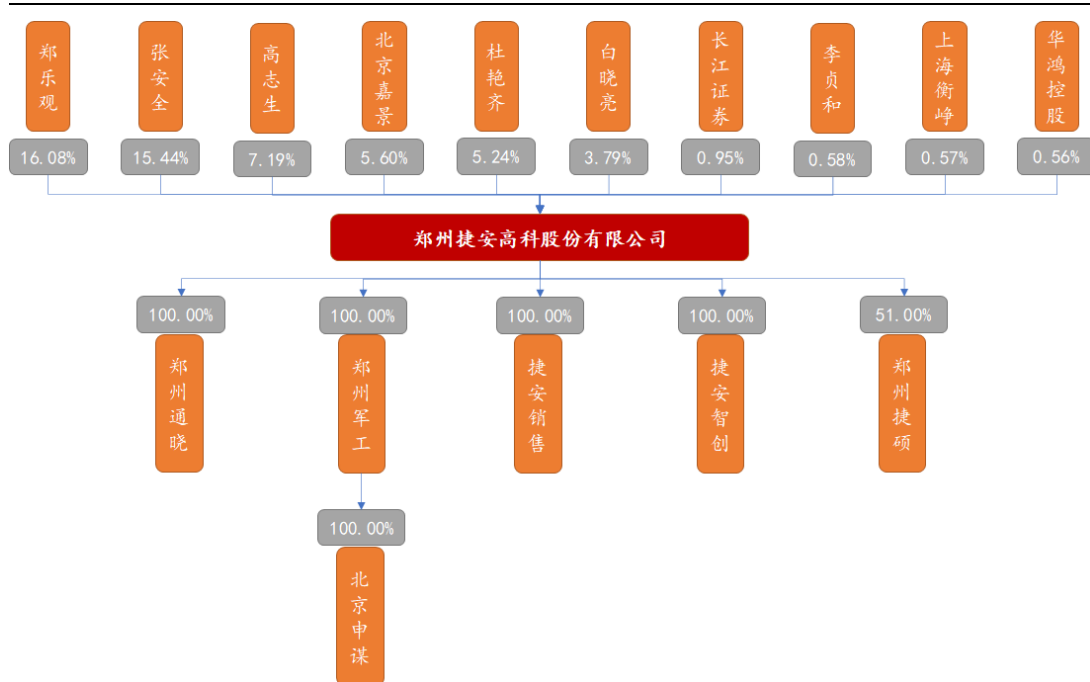 郑乐观
张安全
高志生
北京嘉景
杜艳齐
白晓亮
长江证券
李贞和
上海衡峥
华鸿控股
16.08%
15.44%
7.19%
5.60%
5.24%
3.79%
0.95%
0.58%
0.57%
0.56%
郑州捷安高科股份有限公司
100.00%
100.00%
100.00%
100.00%
51.00%
郑州通晓
郑州军工
捷安销售
捷安智创
郑州捷硕
100.00%
北京申谋